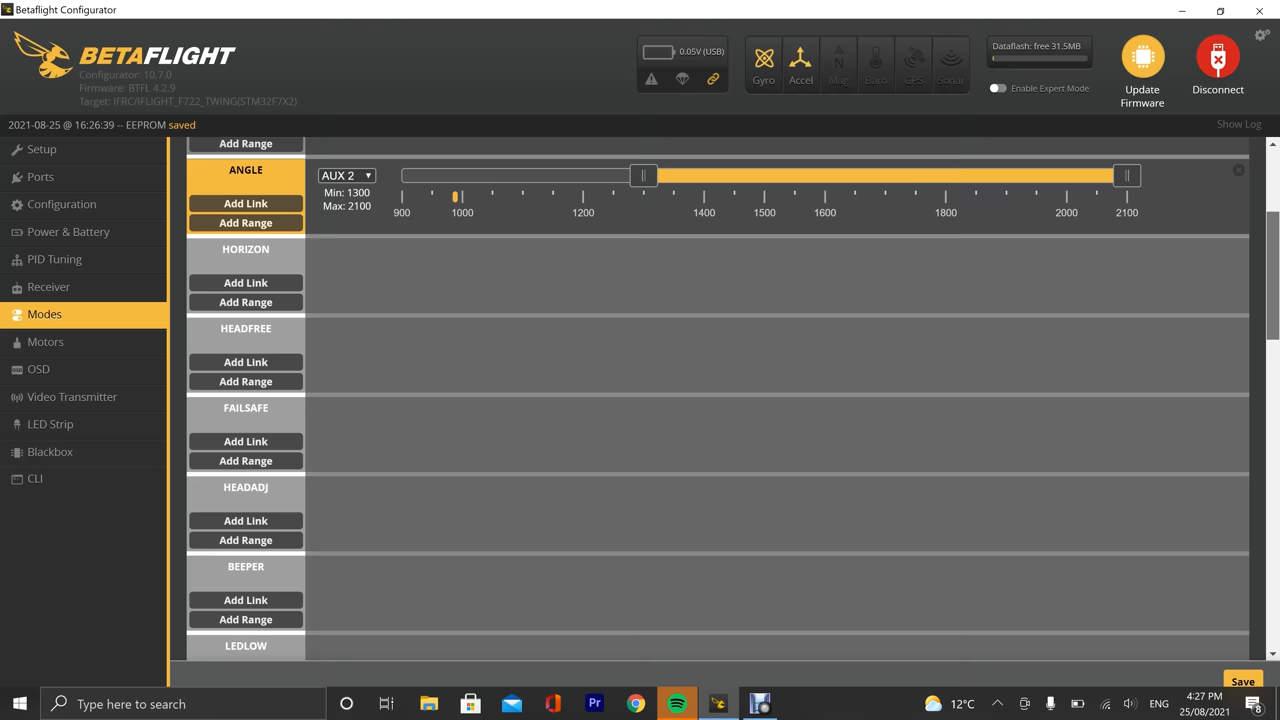 Betaflight Configurator
BETAFLIGHT
Configurator: 10.7.0
Firmware: BTFL 4.2.9
Target: IFRC/IFLIGHT_F722_TWING(STM32F7X2)
0.05V (USB)
Gyro
Accel
Mag
Baro
GPS
Sonar
Dataflash: free 31.5MB
Enable Expert Mode
Update
Firmware
Disconnect
2021-08-25 @ 16:26:39 -- EEPROM saved
Show Log
Setup
Ports
Configuration
Power & Battery
PID Tuning
Receiver
Modes
Motors
OSD
Video Transmitter
LED Strip
Blackbox
CLI
Add Range
ANGLE
Add Link
Add Range
AUX 2
Min: 1300
Max: 2100
900 1000 1200 1400 1500 1600 1800 2000 2100
HORIZON
Add Link
Add Range
HEADFREE
Add Link
Add Range
FAILSAFE
Add Link
Add Range
HEADADJ
Add Link
Add Range
BEEPER
Add Link
Add Range
LEDLOW
Save
Type here to search
Pr
12°C
ENG
4:27 PM
25/08/2021
8